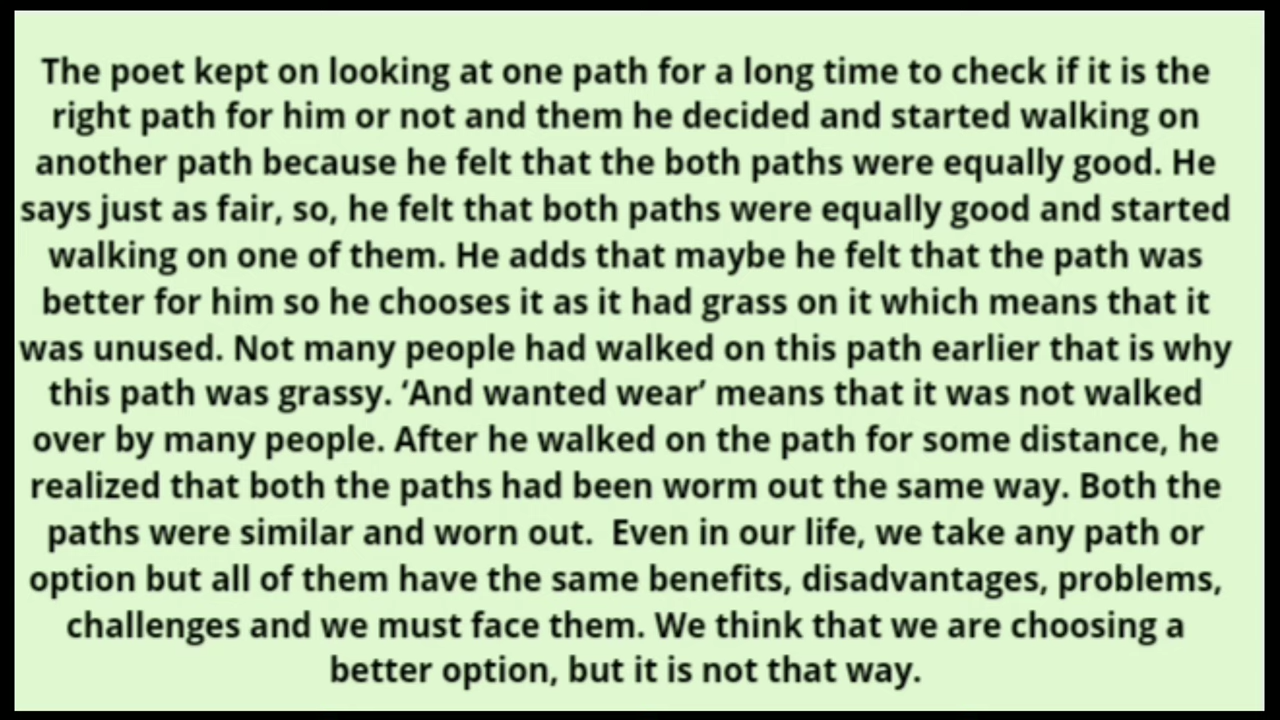 The poet kept on looking at one path for a long time to check if it is the
right path for him or not and them he decided and started walking on
another path because he felt that the both paths were equally good. He
says just as fair, so, he felt that both paths were equally good and started
walking on one of them. He adds that maybe he felt that the path was
better for him so he chooses it as it had grass on it which means that it
was unused. Not many people had walked on this path earlier that is why
this path was grassy. ‘And wanted wear’ means that it was not walked
over by many people. After he walked on the path for some distance, he
realized that both the paths had been worm out the same way. Both the
paths were similar and worn out.  Even in our life, we take any path or
option but all of them have the same benefits, disadvantages, problems,
challenges and we must face them. We think that we are choosing a
better option, but it is not that way.